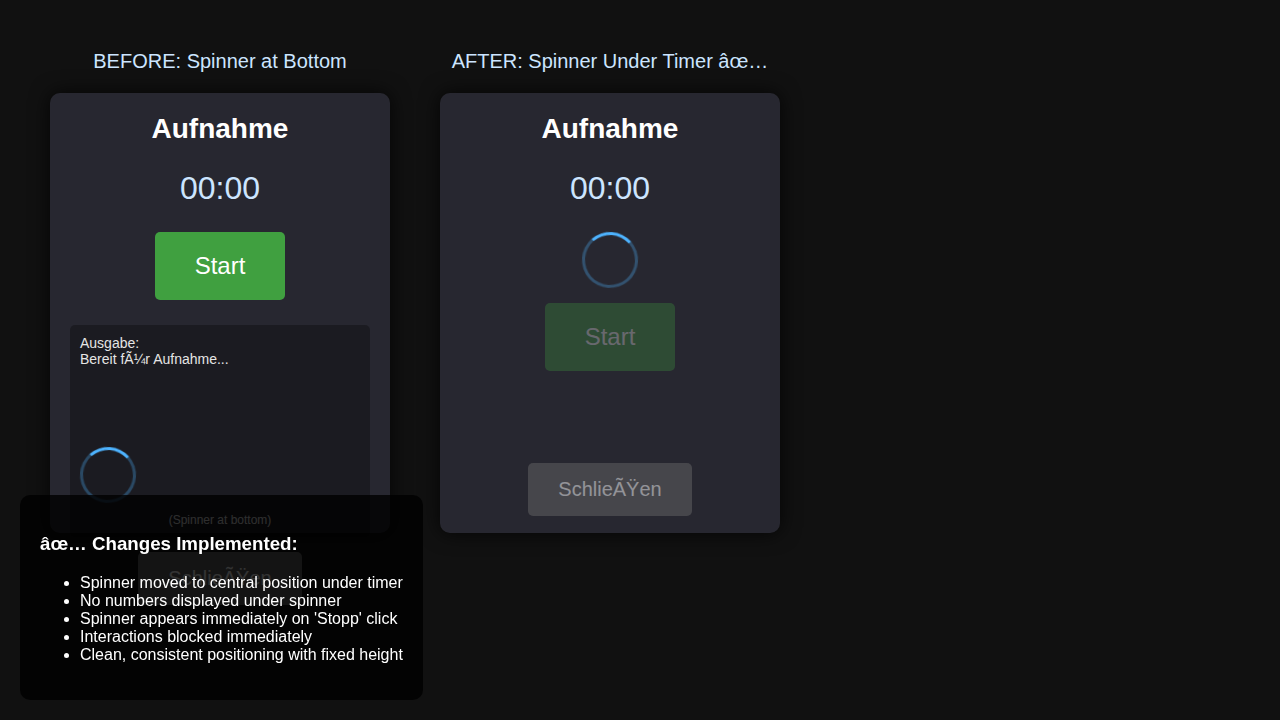 BEFORE: Spinner at Bottom
Aufnahme
00:00
Start
Ausgabe:
Bereit fÃ¼r Aufnahme...
(Spinner at bottom)
SchlieÃŸen
AFTER: Spinner Under Timer âœ…
Aufnahme
00:00
Start
SchlieÃŸen
âœ… Changes Implemented:
Spinner moved to central position under timer
No numbers displayed under spinner
Spinner appears immediately on 'Stopp' click
Interactions blocked immediately
Clean, consistent positioning with fixed height